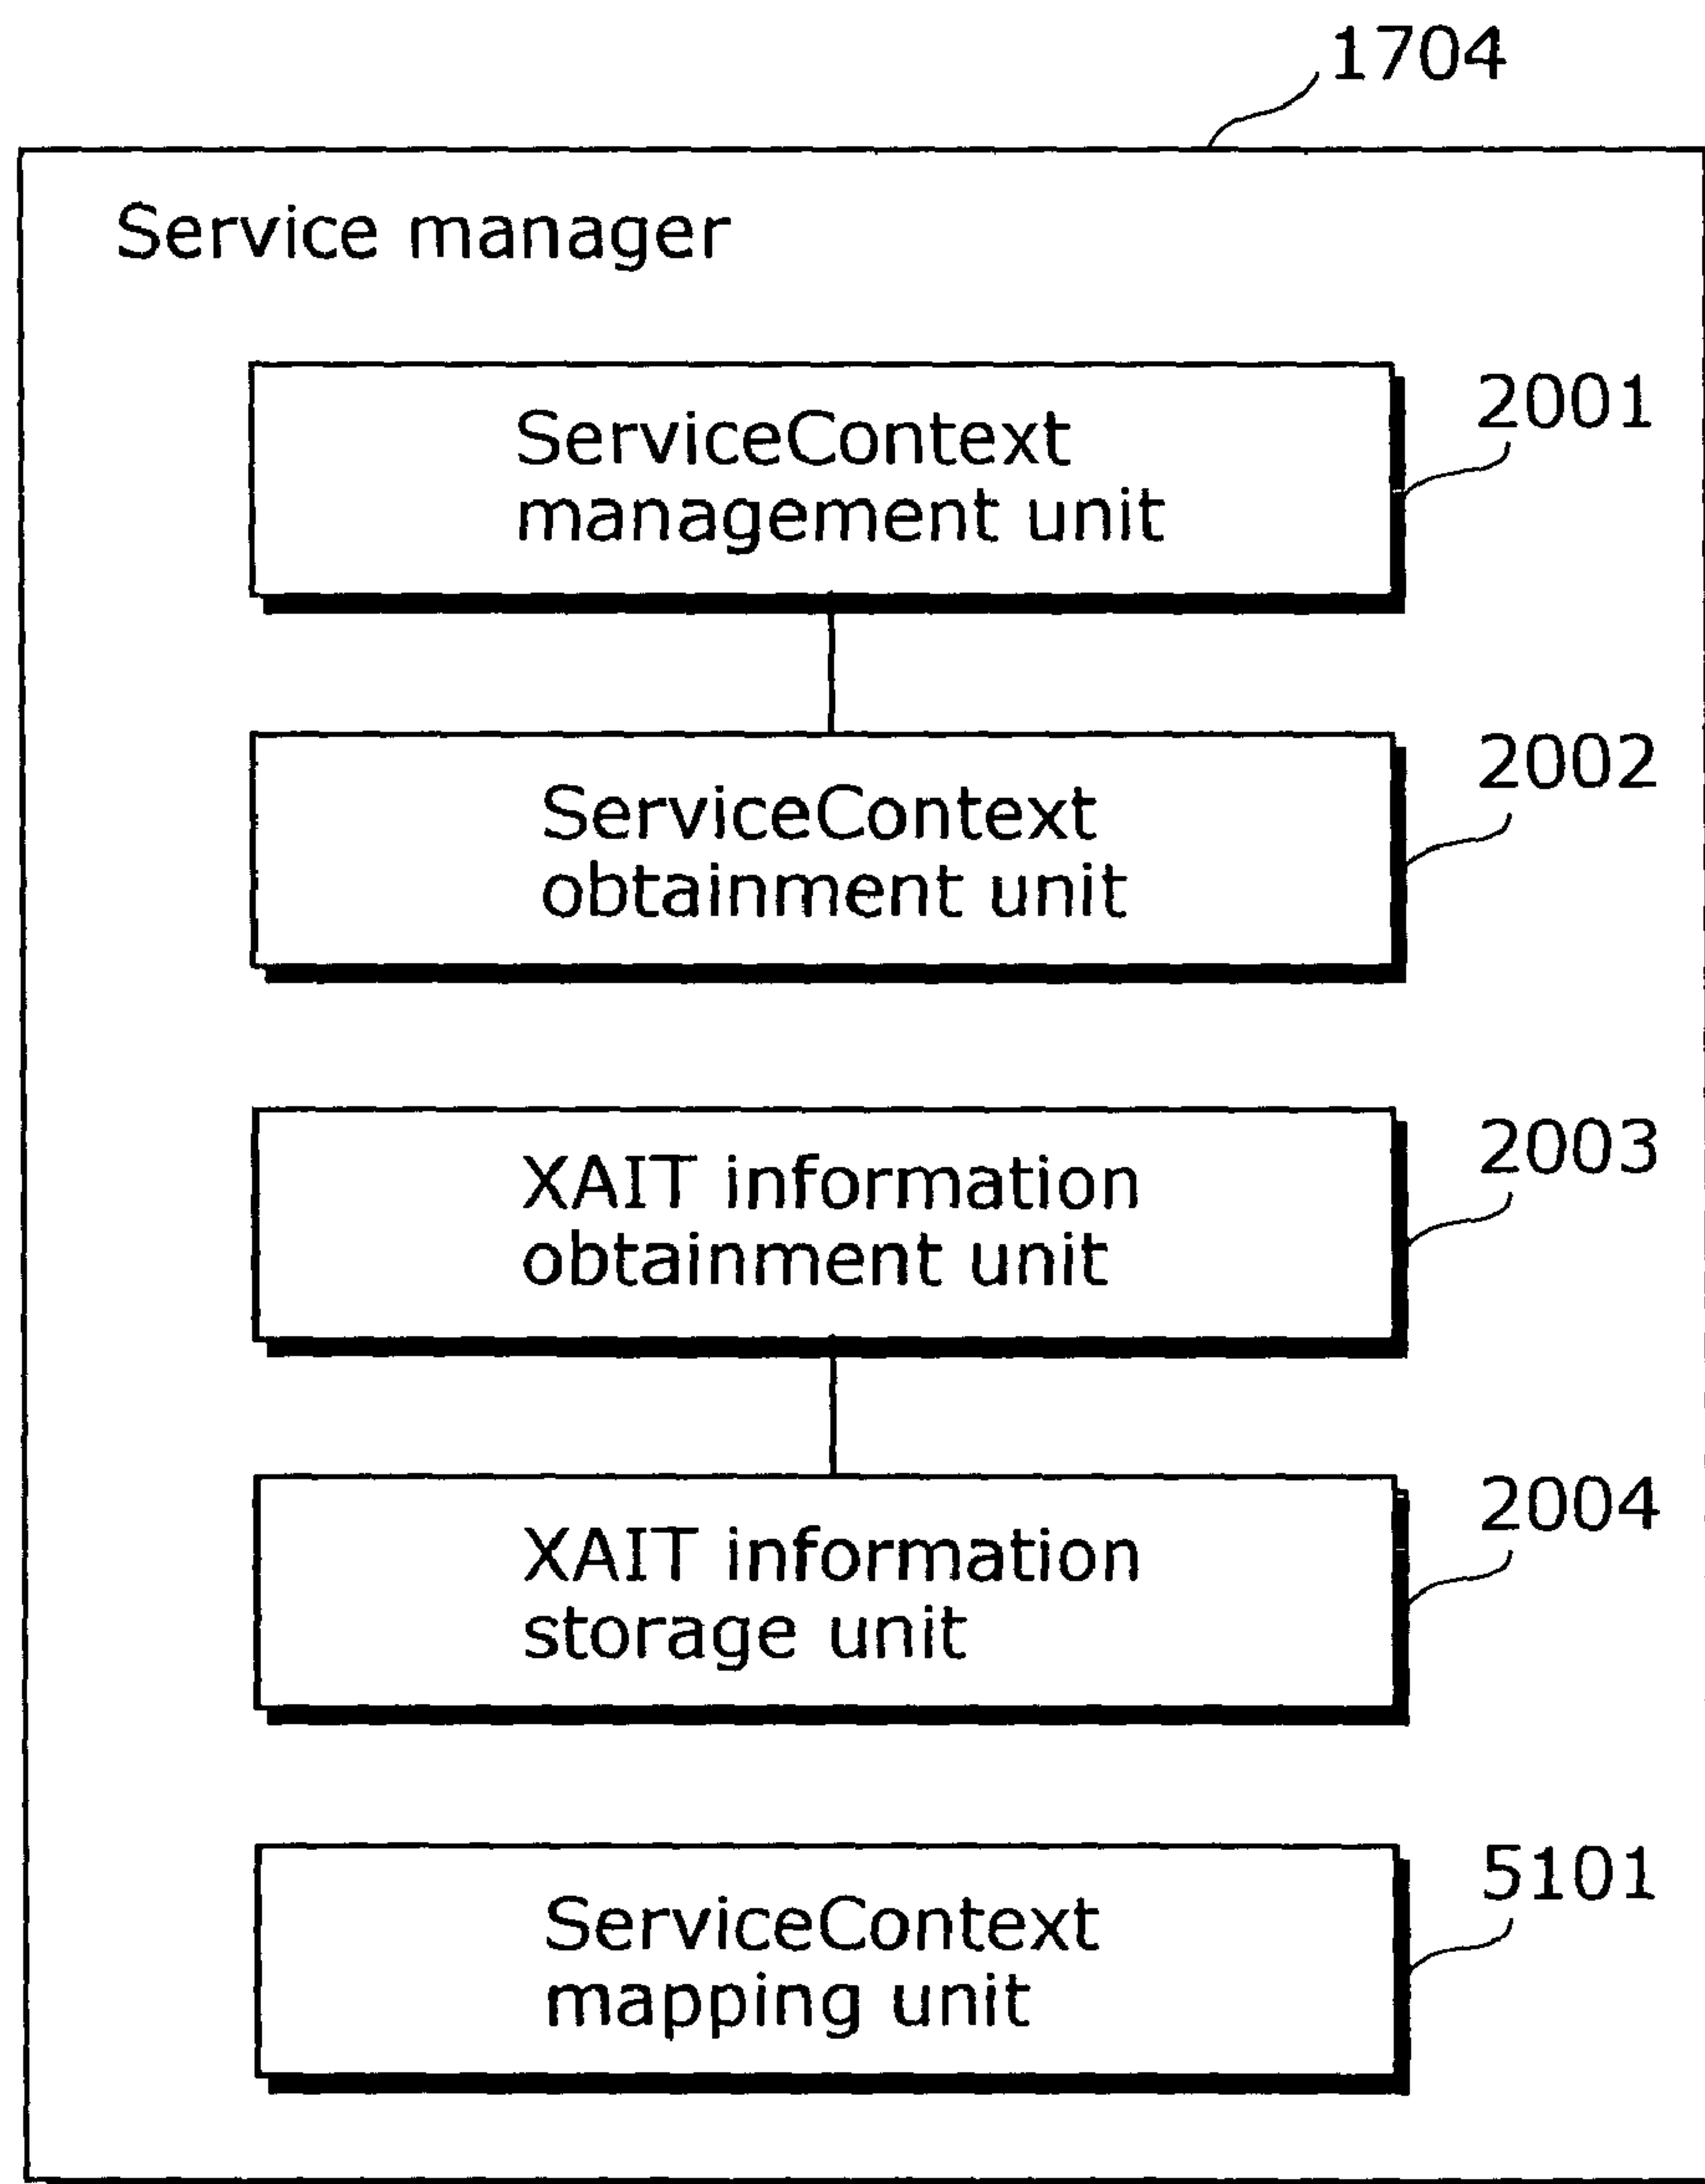 1704
Service manager
ServiceContext
management unit
2001
ServiceContext
obtainment unit
2002
XAIT information
obtainment unit
2003
XAIT information
storage unit
2004
ServiceContext
mapping unit
5101